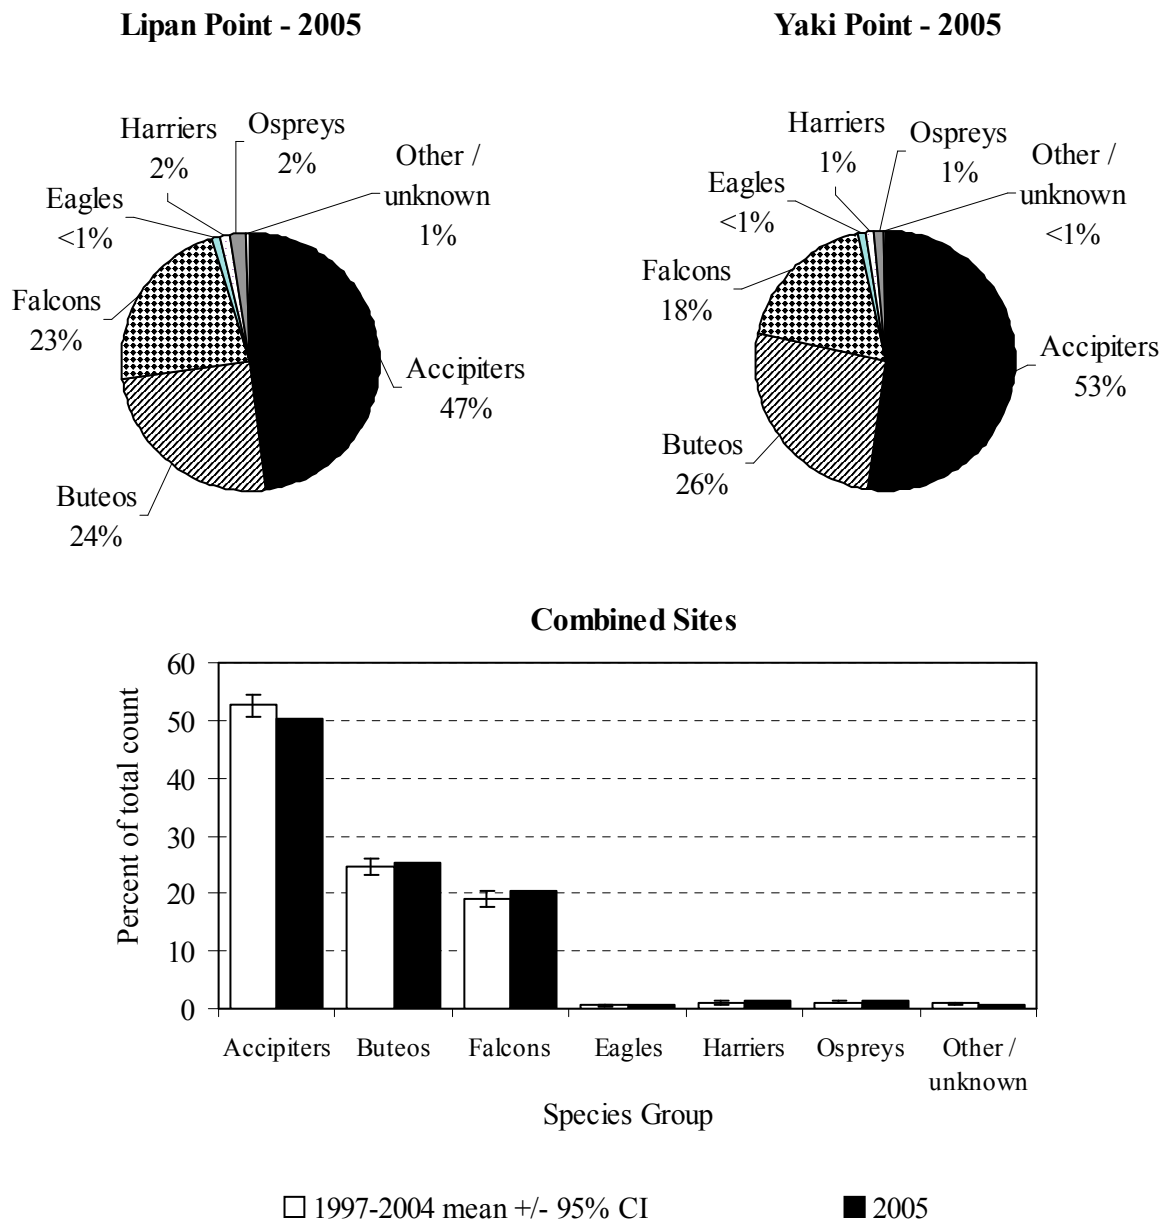 Lipan Point - 2005
Yaki Point - 2005
Harriers
2%
Ospreys
2%
Other /
unknown
1%
Eagles
<1%
Falcons
23%
Accipiters
47%
Buteos
24%
Harriers
1%
Ospreys
1%
Other /
unknown
<1%
Eagles
<1%
Falcons
18%
Accipiters
53%
Buteos
26%
Combined Sites
Percent of total count
60
50
40
30
20
10
0
Accipiters
Buteos
Falcons
Eagles
Harriers
Ospreys
Other /
unknown
Species Group
1997-2004 mean +/- 95% CI
2005